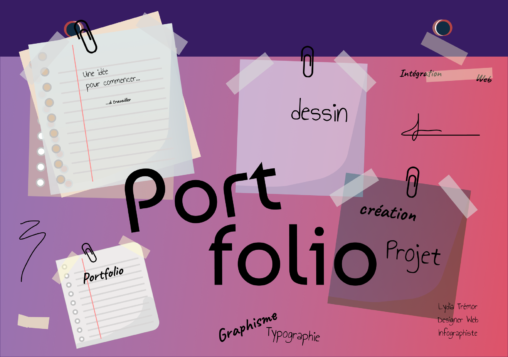 Une idée
pour commencer...
...à travailler
dessin
Intégration
Web
Port
folio
création
Projet
Portfolio
Graphisme
Typographie
Lydia Trémor
Designer Web
Infographiste